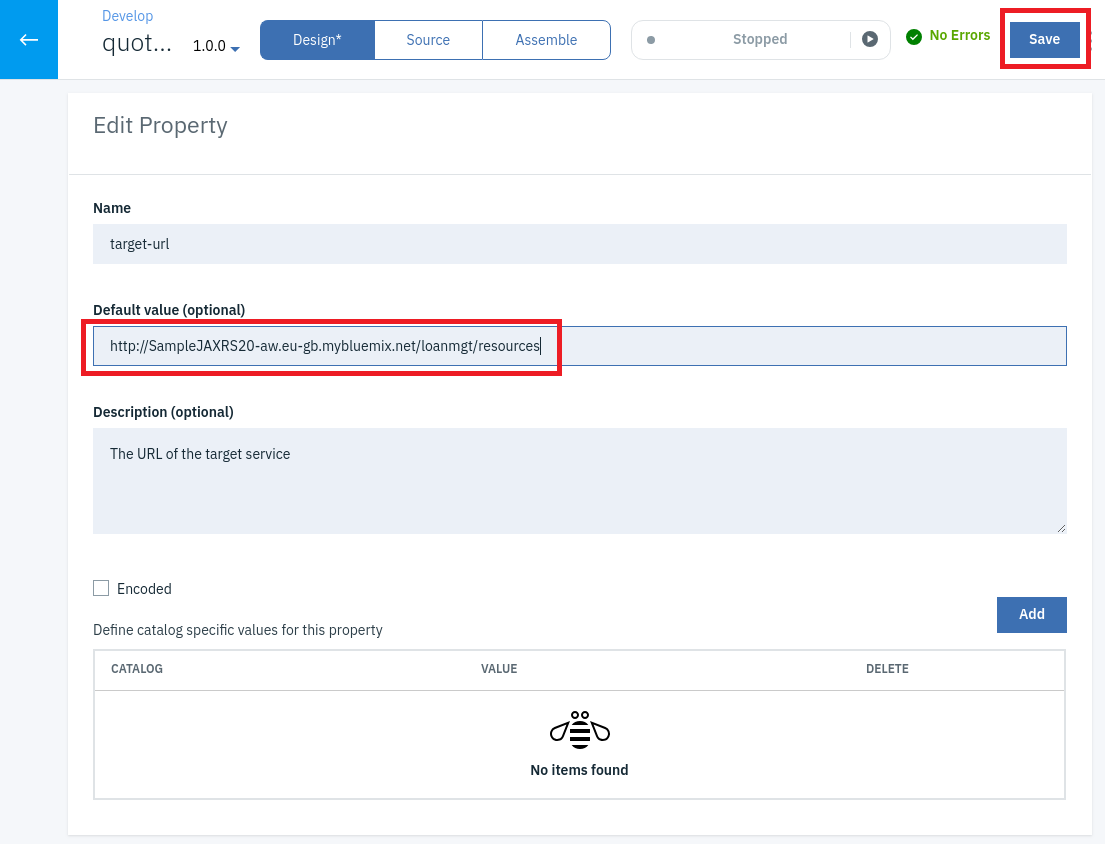 Develop
quot... 1.0.0
Design* Source Assemble
Stopped
No Errors
Save
Edit Property
Name
target-url
Default value (optional)
http://SampleJAXRS20-aw.eu-gb.mybluemix.net/loanmgt/resources
Description (optional)
The URL of the target service
Encoded
Add
Define catalog specific values for this property
CATALOG VALUE DELETE
No items found